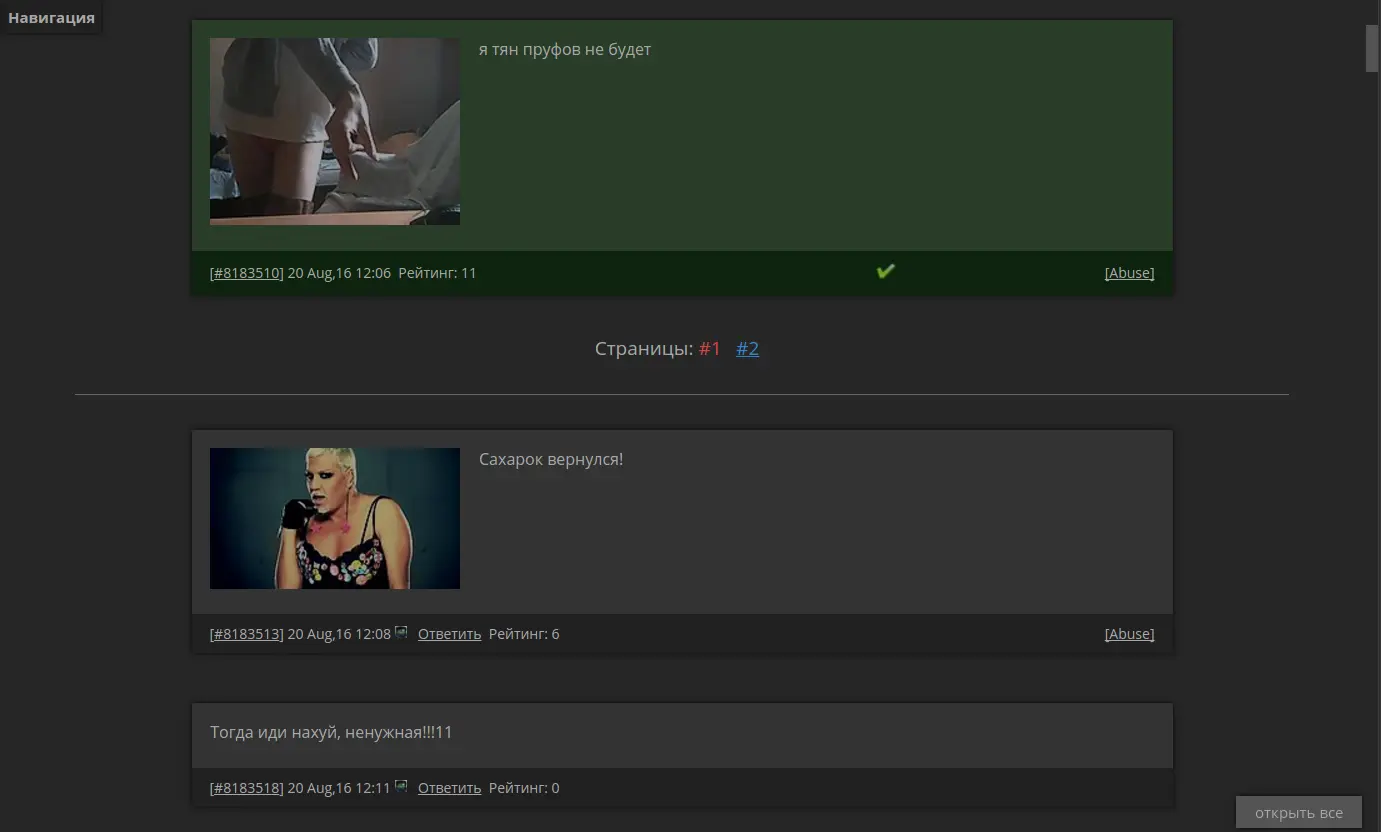 Навигация
я тян пруфов не будет
[#8183510] 20 Aug,16 12:06 Рейтинг: 11 [Abuse]
Страницы: #1 #2
Сахарок вернулся!
[#8183513] 20 Aug,16 12:08 Ответить Рейтинг: 6 [Abuse]
Тогда иди нахуй, ненужная!!!11
[#8183518] 20 Aug,16 12:11 Ответить Рейтинг: 0
открыть все